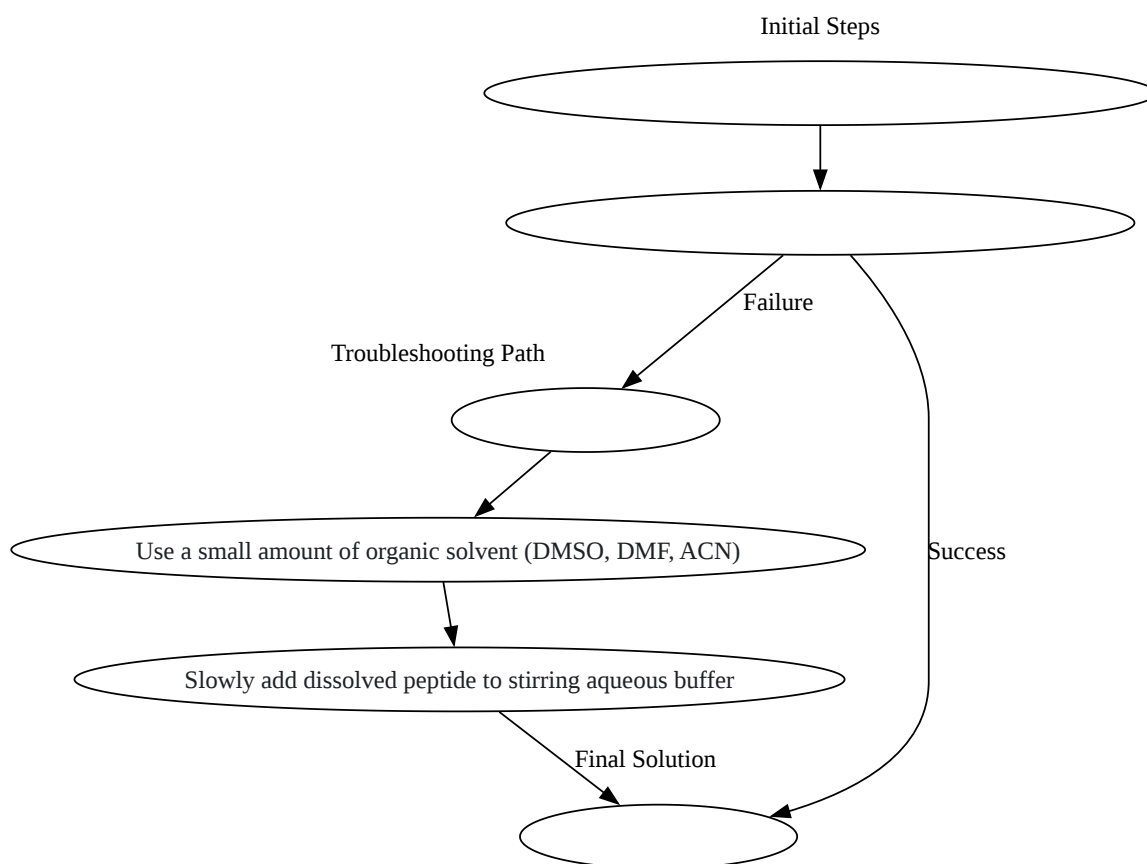 Initial Steps
Failure
Troubleshooting Path
Use a small amount of organic solvent (DMSO, DMF, ACN)
Success
Slowly add dissolved peptide to stirring aqueous buffer
Final Solution